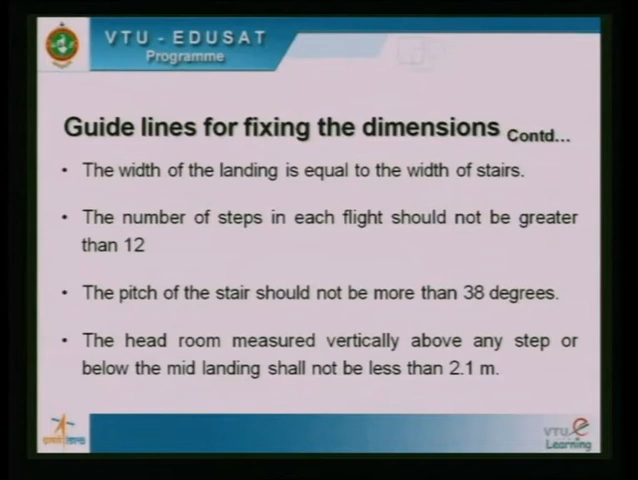 VTU - EDUSAT
Programme
Guide lines for fixing the dimensions Contd...
• The width of the landing is equal to the width of stairs.
• The number of steps in each flight should not be greater
than 12
• The pitch of the stair should not be more than 38 degrees.
• The head room measured vertically above any step or
below the mid landing shall not be less than 2.1 m.
VTU e
Learning